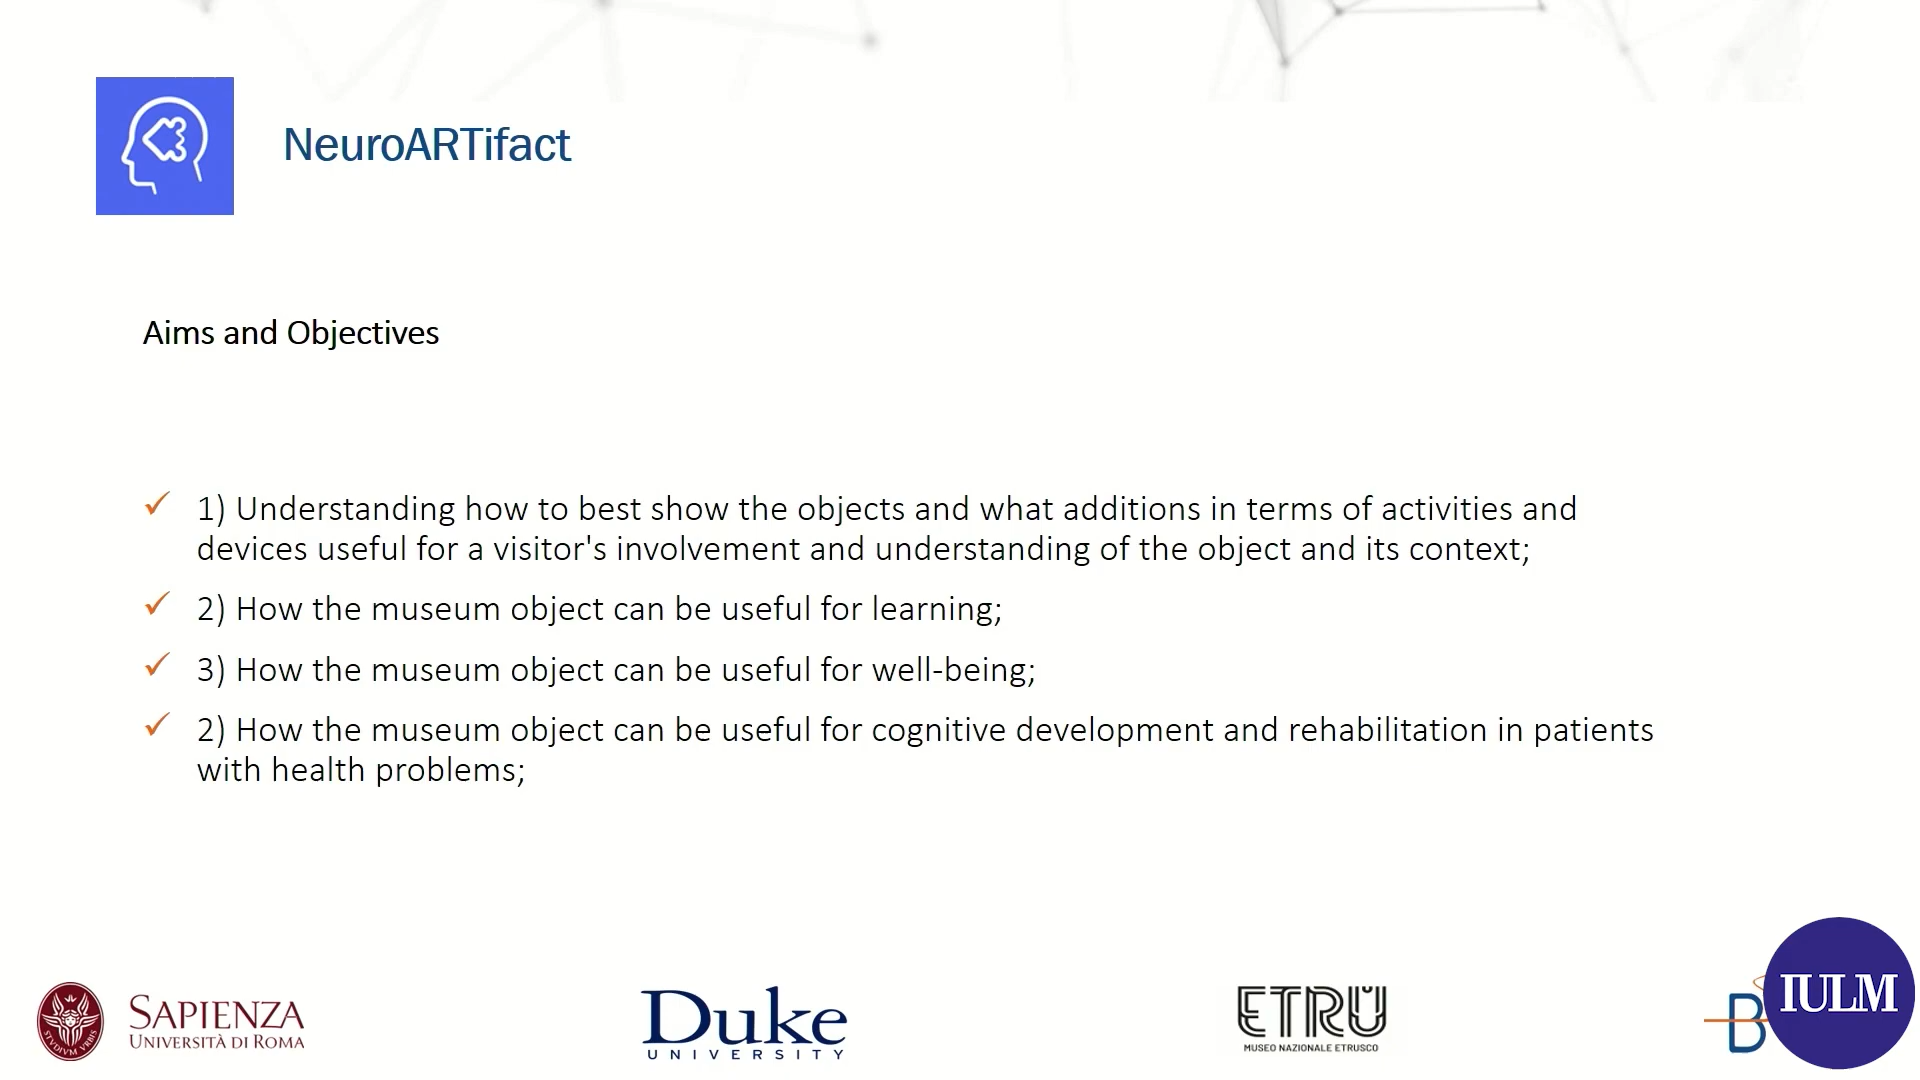 NeuroARTifact
Aims and Objectives
✓ 1) Understanding how to best show the objects and what additions in terms of activities and
devices useful for a visitor's involvement and understanding of the object and its context;
✓ 2) How the museum object can be useful for learning;
✓ 3) How the museum object can be useful for well-being;
✓ 2) How the museum object can be useful for cognitive development and rehabilitation in patients
with health problems;
SAPIENZA
UNIVERSITÀ DI ROMA
STVDIVM VRBIS
Duke
UNIVERSITY
ETRU
MUSEO NAZIONALE ETRUSCO
B
IULM